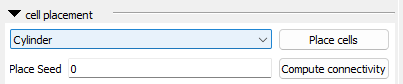 cell placement
Cylinder Place cells
Place Seed 0 Compute connectivity